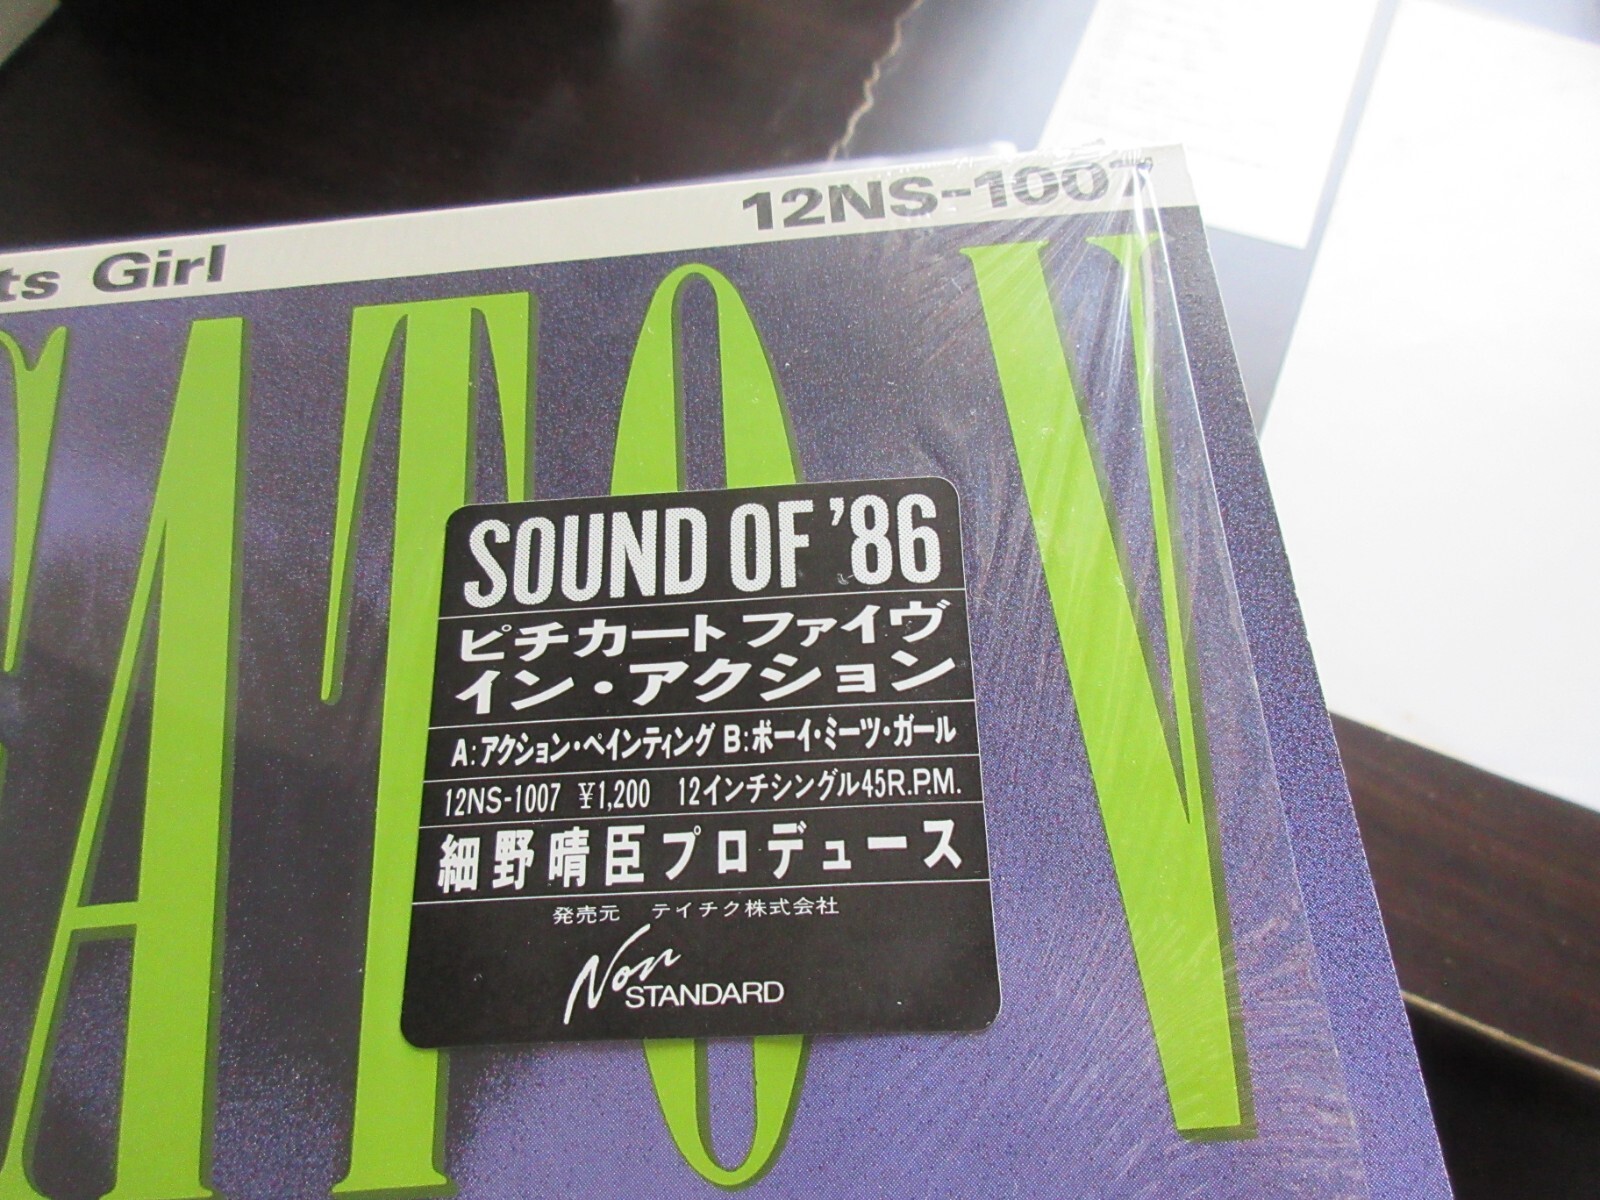 ts Girl 12NS-1007
CATO V
SOUND OF '86
ピチカート ファイヴ
イン・アクション
A:アクション・ペインティング B:ボーイ・ミーツ・ガール
12NS-1007 ¥1,200 12インチシングル45R.P.M.
細野晴臣プロデュース
発売元 テイチク株式会社
Non
STANDARD